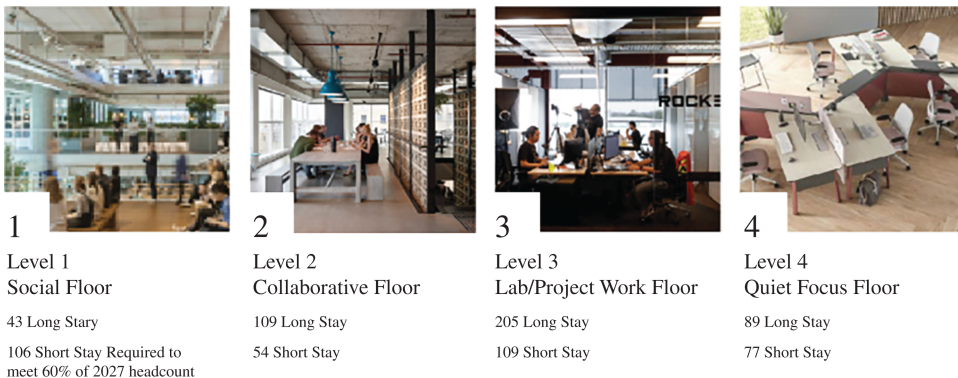 ROCKE
1
2
3
4
Level 1
Social Floor
43 Long Stary
106 Short Stay Required to
meet 60% of 2027 headcount
Level 2
Collaborative Floor
109 Long Stay
54 Short Stay
Level 3
Lab/Project Work Floor
205 Long Stay
109 Short Stay
Level 4
Quiet Focus Floor
89 Long Stay
77 Short Stay